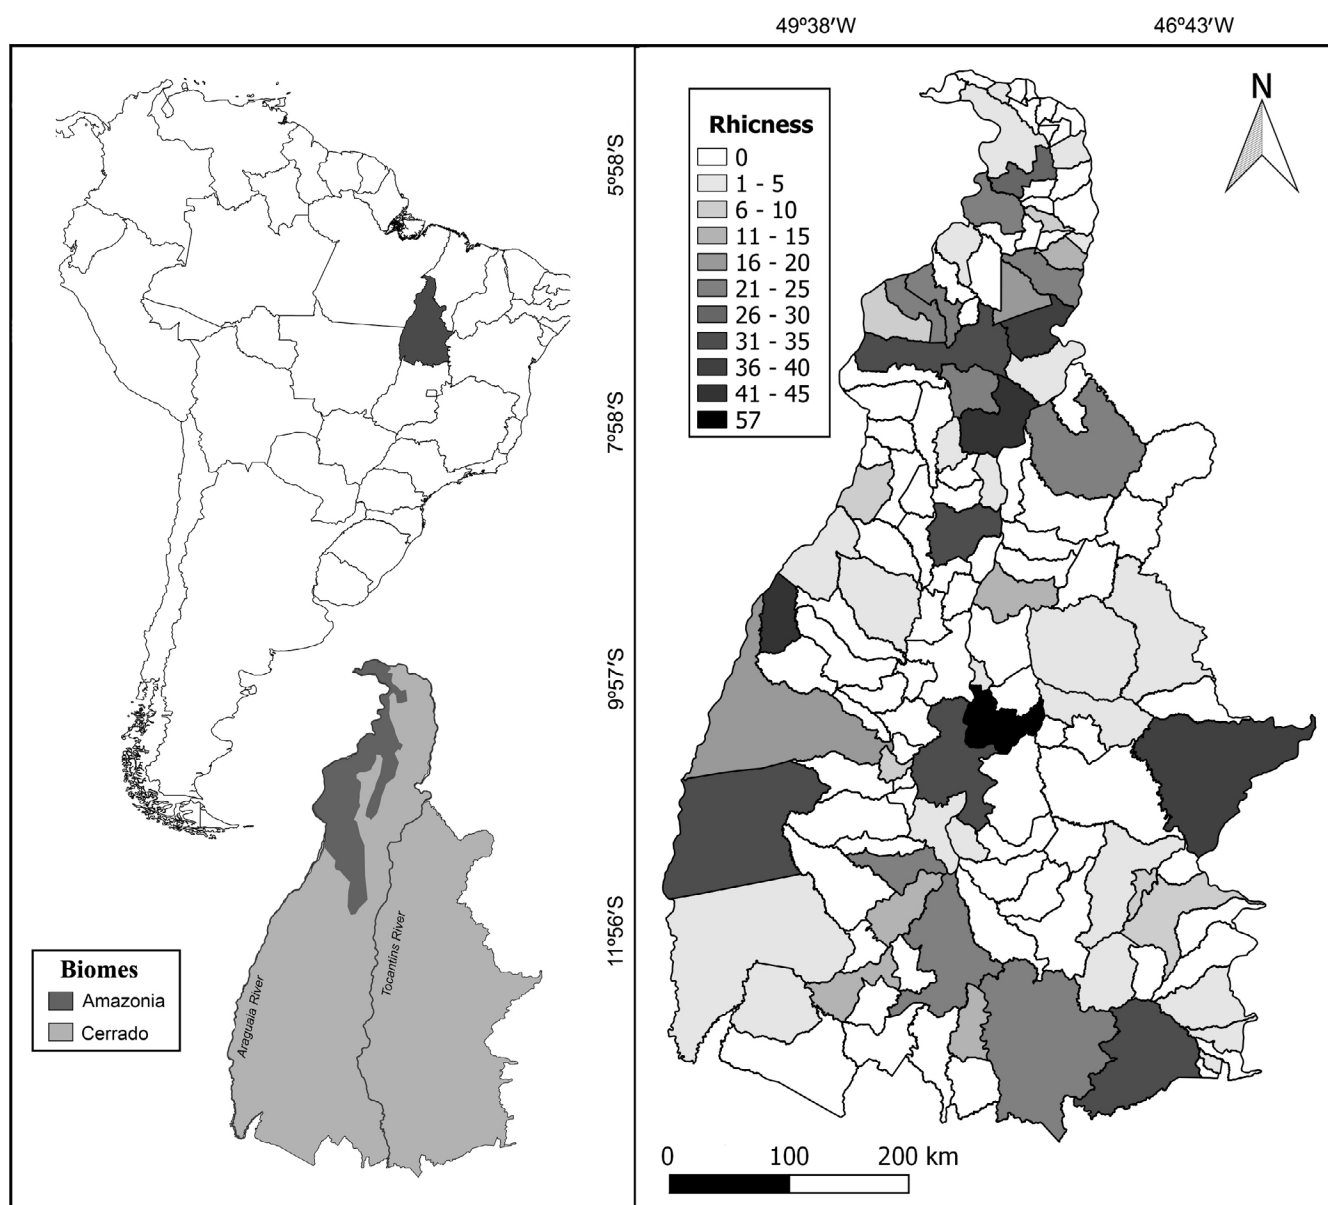 49º38′W
46º43′W
5º58′S
7º58′S
9º57′S
11º56′S
N
Rhicness
0
1 - 5
6 - 10
11 - 15
16 - 20
21 - 25
26 - 30
31 - 35
36 - 40
41 - 45
57
Biomes
Amazonia
Cerrado
Araguaia River
Tocantins River
0 100 200 km